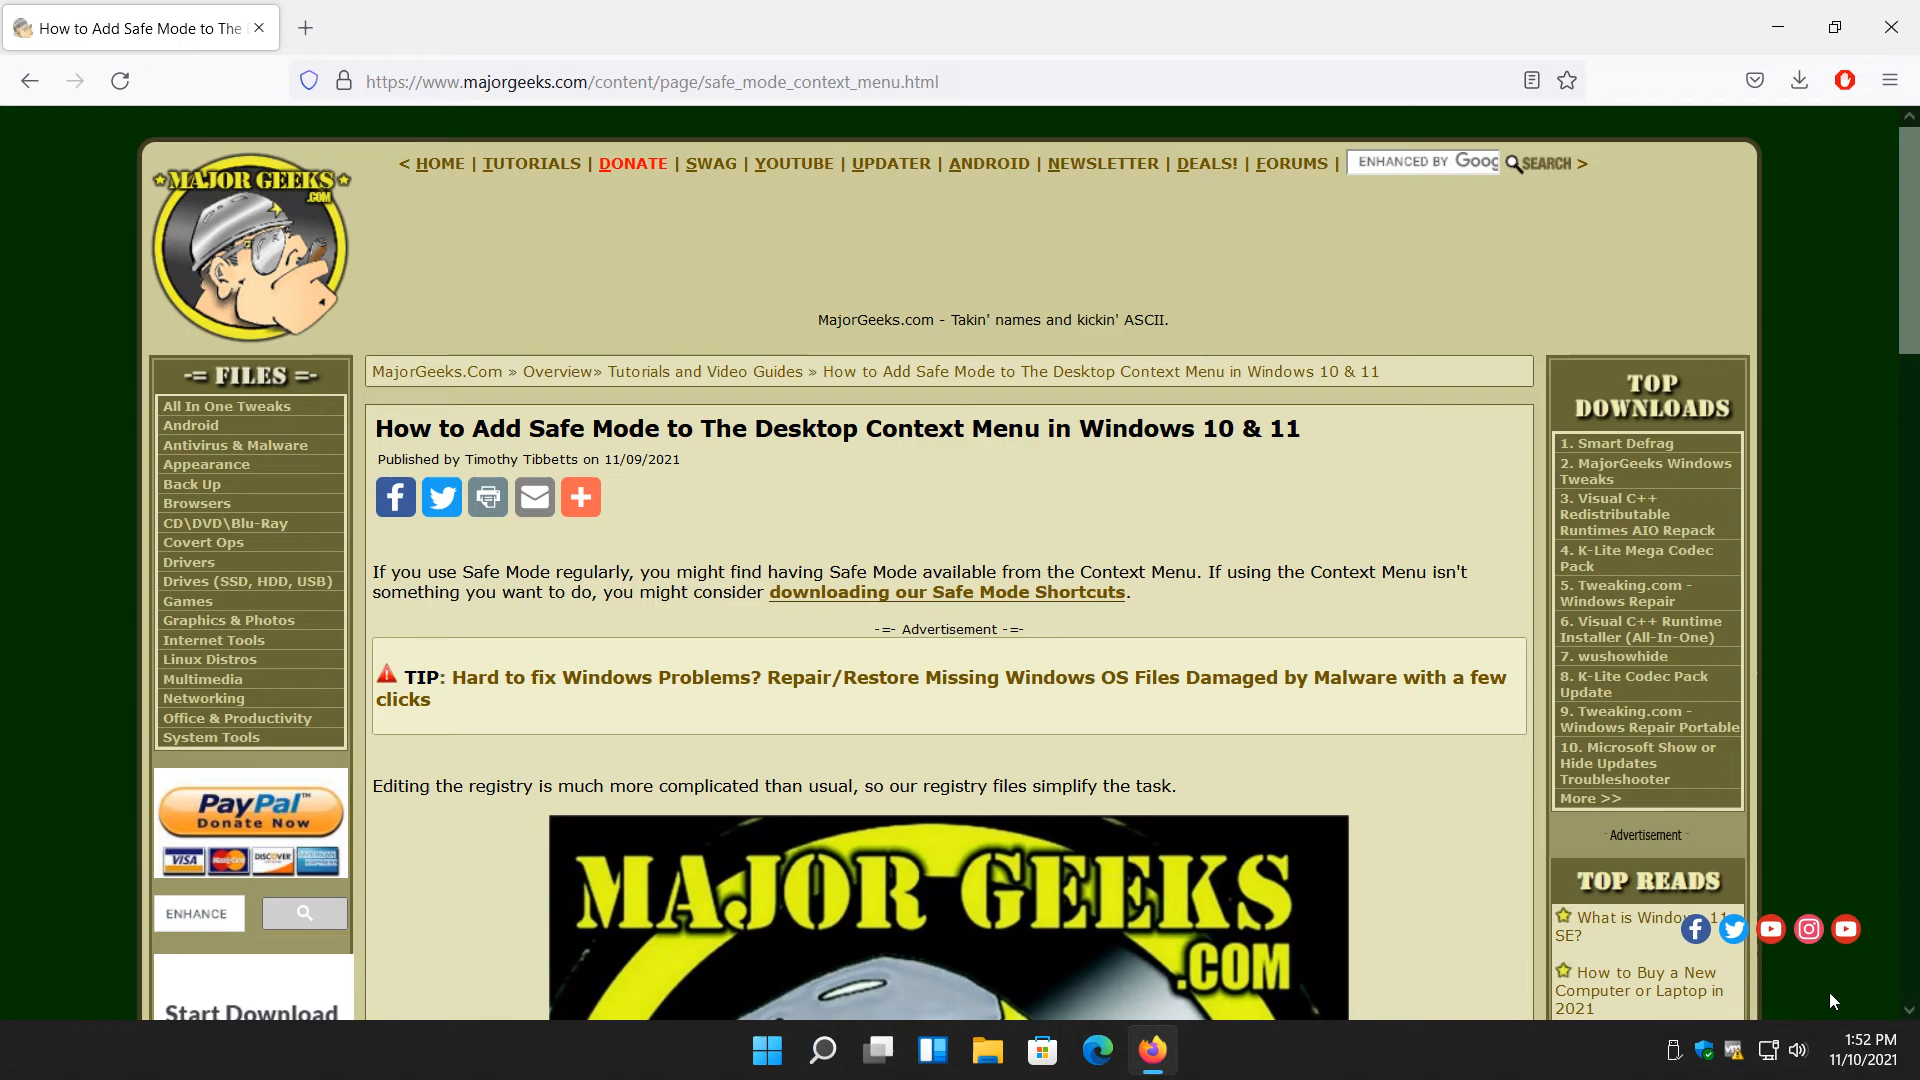 How to Add Safe Mode to The
https://www.majorgeeks.com/content/page/safe_mode_context_menu.html
MAJOR GEEKS
.COM
< HOME | TUTORIALS | DONATE | SWAG | YOUTUBE | UPDATER | ANDROID | NEWSLETTER | DEALS! | FORUMS | ENHANCED BY Goog SEARCH >
MajorGeeks.com - Takin' names and kickin' ASCII.
-= FILES =-
All In One Tweaks
Android
Antivirus & Malware
Appearance
Back Up
Browsers
CD\DVD\Blu-Ray
Covert Ops
Drivers
Drives (SSD, HDD, USB)
Games
Graphics & Photos
Internet Tools
Linux Distros
Multimedia
Networking
Office & Productivity
System Tools
PayPal™
Donate Now
VISA MasterCard DISCOVER
ENHANCE
Start Download
MajorGeeks.Com » Overview» Tutorials and Video Guides » How to Add Safe Mode to The Desktop Context Menu in Windows 10 & 11
How to Add Safe Mode to The Desktop Context Menu in Windows 10 & 11
Published by Timothy Tibbetts on 11/09/2021
If you use Safe Mode regularly, you might find having Safe Mode available from the Context Menu. If using the Context Menu isn't
something you want to do, you might consider downloading our Safe Mode Shortcuts.
-=- Advertisement -=-
TIP: Hard to fix Windows Problems? Repair/Restore Missing Windows OS Files Damaged by Malware with a few
clicks
Editing the registry is much more complicated than usual, so our registry files simplify the task.
MAJOR GEEKS
.COM
TOP
DOWNLOADS
1. Smart Defrag
2. MajorGeeks Windows
Tweaks
3. Visual C++
Redistributable
Runtimes AIO Repack
4. K-Lite Mega Codec
Pack
5. Tweaking.com -
Windows Repair
6. Visual C++ Runtime
Installer (All-In-One)
7. wushowhide
8. K-Lite Codec Pack
Update
9. Tweaking.com -
Windows Repair Portable
10. Microsoft Show or
Hide Updates
Troubleshooter
More >>
- Advertisement -
TOP READS
What is Windows 11
SE?
How to Buy a New
Computer or Laptop in
2021
1:52 PM
11/10/2021